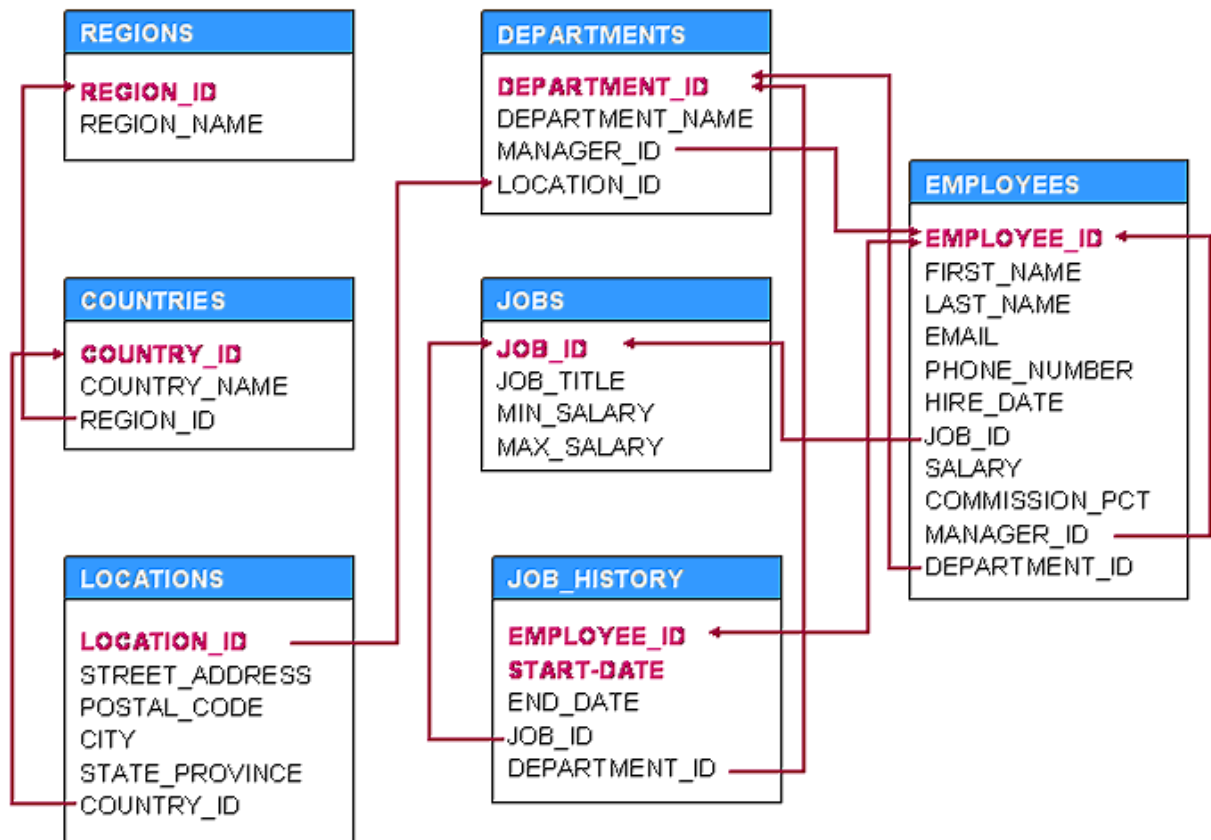 REGIONS
REGION_ID
REGION_NAME
COUNTRIES
COUNTRY_ID
COUNTRY_NAME
REGION_ID
LOCATIONS
LOCATION_ID
STREET_ADDRESS
POSTAL_CODE
CITY
STATE_PROVINCE
COUNTRY_ID
DEPARTMENTS
DEPARTMENT_ID
DEPARTMENT_NAME
MANAGER_ID
LOCATION_ID
JOBS
JOB_ID
JOB_TITLE
MIN_SALARY
MAX_SALARY
JOB_HISTORY
EMPLOYEE_ID
START-DATE
END_DATE
JOB_ID
DEPARTMENT_ID
EMPLOYEES
EMPLOYEE_ID
FIRST_NAME
LAST_NAME
EMAIL
PHONE_NUMBER
HIRE_DATE
JOB_ID
SALARY
COMMISSION_PCT
MANAGER_ID
DEPARTMENT_ID